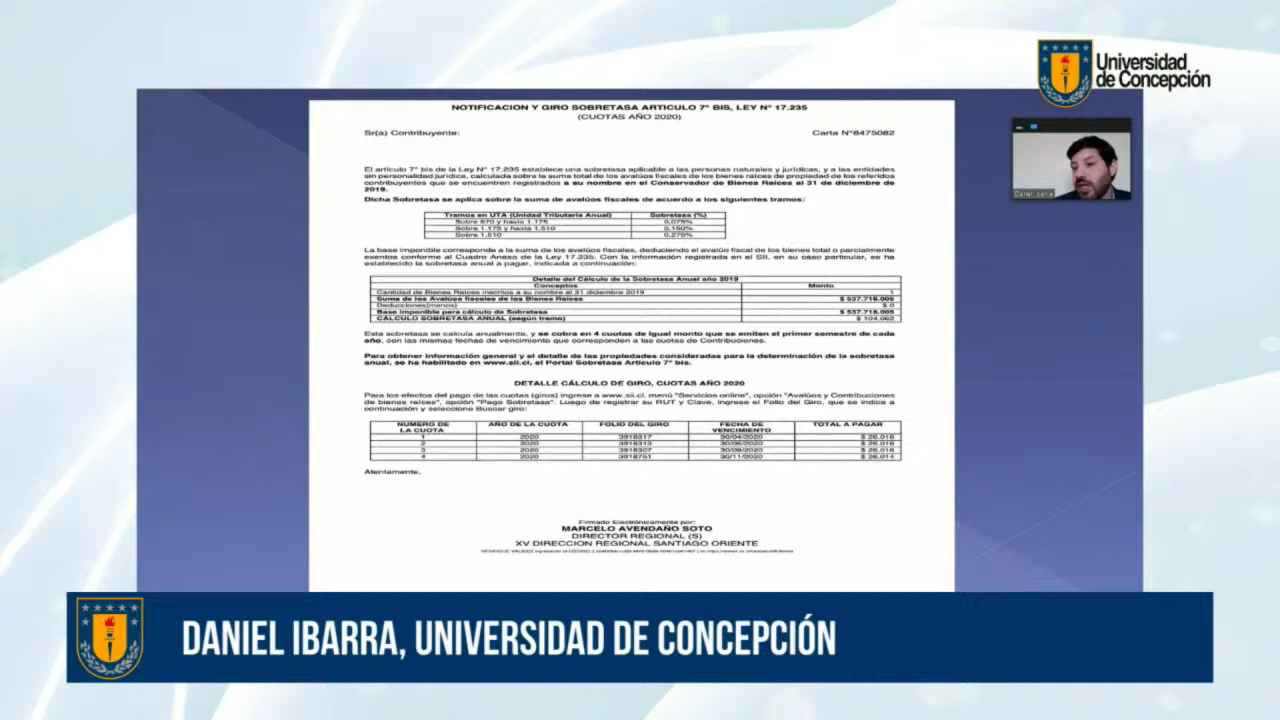 Universidad
de Concepción
NOTIFICACION Y GIRO SOBRETASA ARTICULO 7° BIS, LEY N° 17.235
(CUOTAS AÑO 2020)
Sr(a) Contribuyente:
Carta N°6475082
El artículo 7° bis de la Ley N° 17.235 establece una sobretasa aplicable a las personas naturales y jurídicas, y a las entidades
sin personalidad jurídica, calculada sobre la suma total de los avalúos fiscales de los bienes raíces de propiedad de los referidos
contribuyentes que se encuentren registrados a su nombre en el Conservador de Bienes Raíces al 31 de diciembre de
2019.
Dicha Sobretasa se aplica sobre la suma de avalúos fiscales de acuerdo a los siguientes tramos:
Tramos en UTA (Unidad Tributaria Anual) Sobretasa (%)
Sobre 670 y hasta 1.175 0,075%
Sobre 1.175 y hasta 1.510 0,150%
Sobre 1.510 0,275%
La base imponible corresponde a la suma de los avalúos fiscales, deduciendo el avalúo fiscal de los bienes total o parcialmente
exentos conforme al Cuadro Anexo de la Ley 17.235. Con la información registrada en el SII, en su caso particular, se ha
establecido la sobretasa anual a pagar, indicada a continuación:
Detalle del Cálculo de la Sobretasa Anual año 2019
Conceptos Monto
Cantidad de Bienes Raíces inscritos a su nombre al 31 diciembre 2019 1
Suma de los Avalúos fiscales de los Bienes Raíces $ 537.718.005
Deducciones(menos) $ 0
Base imponible para cálculo de Sobretasa $ 537.718.005
CÁLCULO SOBRETASA ANUAL (según tramo) $ 104.062
Esta sobretasa se calcula anualmente, y se cobra en 4 cuotas de igual monto que se emiten el primer semestre de cada
año, con las mismas fechas de vencimiento que corresponden a las cuotas de Contribuciones.
Para obtener información general y el detalle de las propiedades consideradas para la determinación de la sobretasa
anual, se ha habilitado en www.sii.cl, el Portal Sobretasa Artículo 7° bis.
DETALLE CÁLCULO DE GIRO, CUOTAS AÑO 2020
Para los efectos del pago de las cuotas (giros) ingrese a www.sii.cl, menú "Servicios online", opción "Avalúos y Contribuciones
de bienes raíces", opción "Pago Sobretasa". Luego de registrar su RUT y Clave, ingrese el Folio del Giro, que se indica a
continuación y seleccione Buscar giro:
NUMERO DE LA CUOTA AÑO DE LA CUOTA FOLIO DEL GIRO FECHA DE VENCIMIENTO TOTAL A PAGAR
1 2020 3918317 30/04/2020 $ 26.016
2 2020 3918313 30/06/2020 $ 26.016
3 2020 3918307 30/09/2020 $ 26.016
4 2020 3918751 30/11/2020 $ 26.014
Atentamente,
Firmado Electrónicamente por:
MARCELO AVENDAÑO SOTO
DIRECTOR REGIONAL (S)
XV DIRECCION REGIONAL SANTIAGO ORIENTE
Daniel Ibarra
DANIEL IBARRA, UNIVERSIDAD DE CONCEPCIÓN